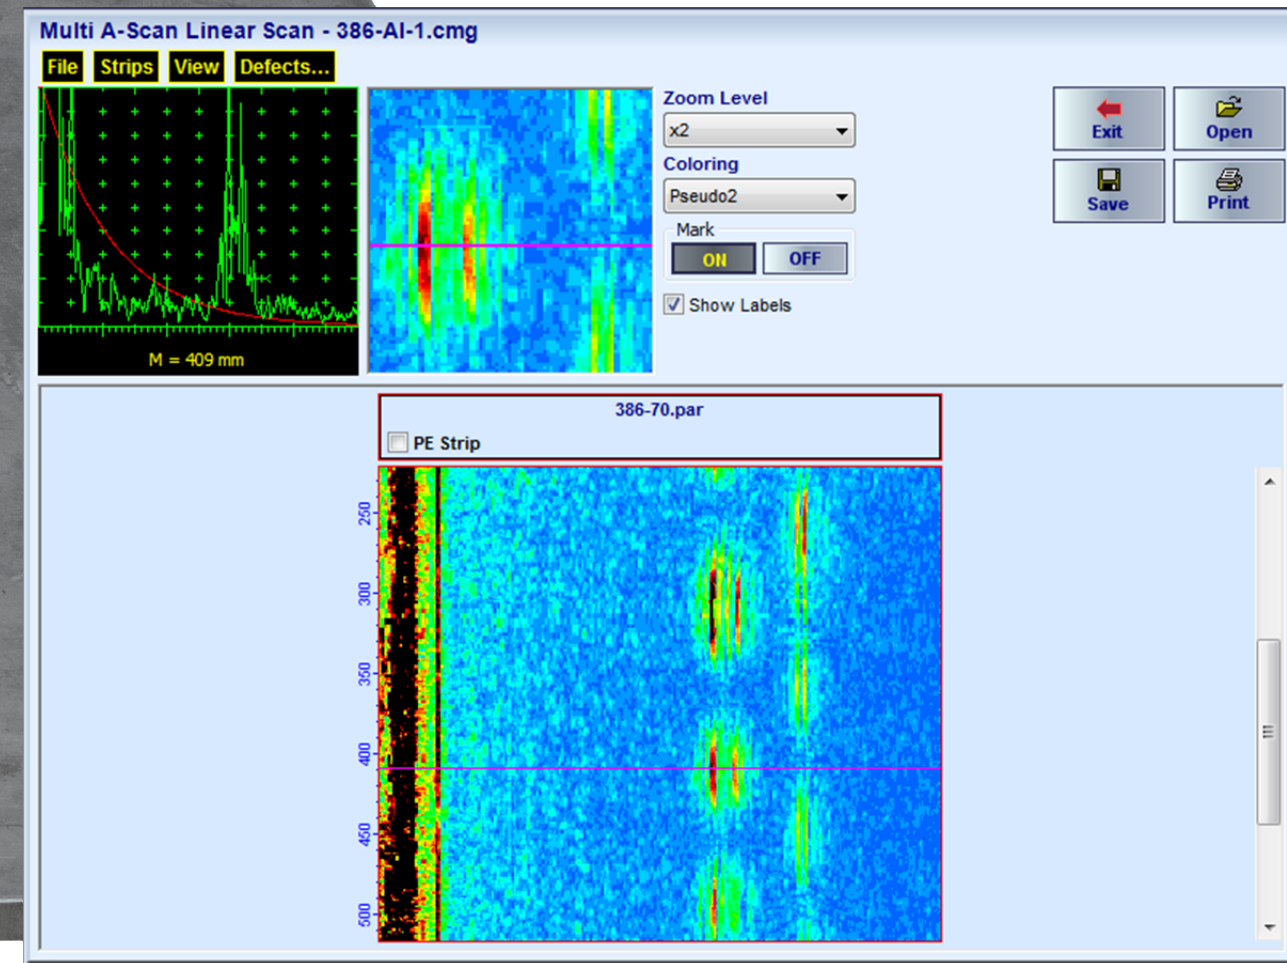 Multi A-Scan Linear Scan - 386-AI-1.cmg
File Strips View Defects...
Zoom Level
x2
Coloring
Pseudo2
Mark
ON OFF
Show Labels
Exit Open
Save Print
M = 409 mm
386-70.par
PE Strip
250
300
350
400
450
500